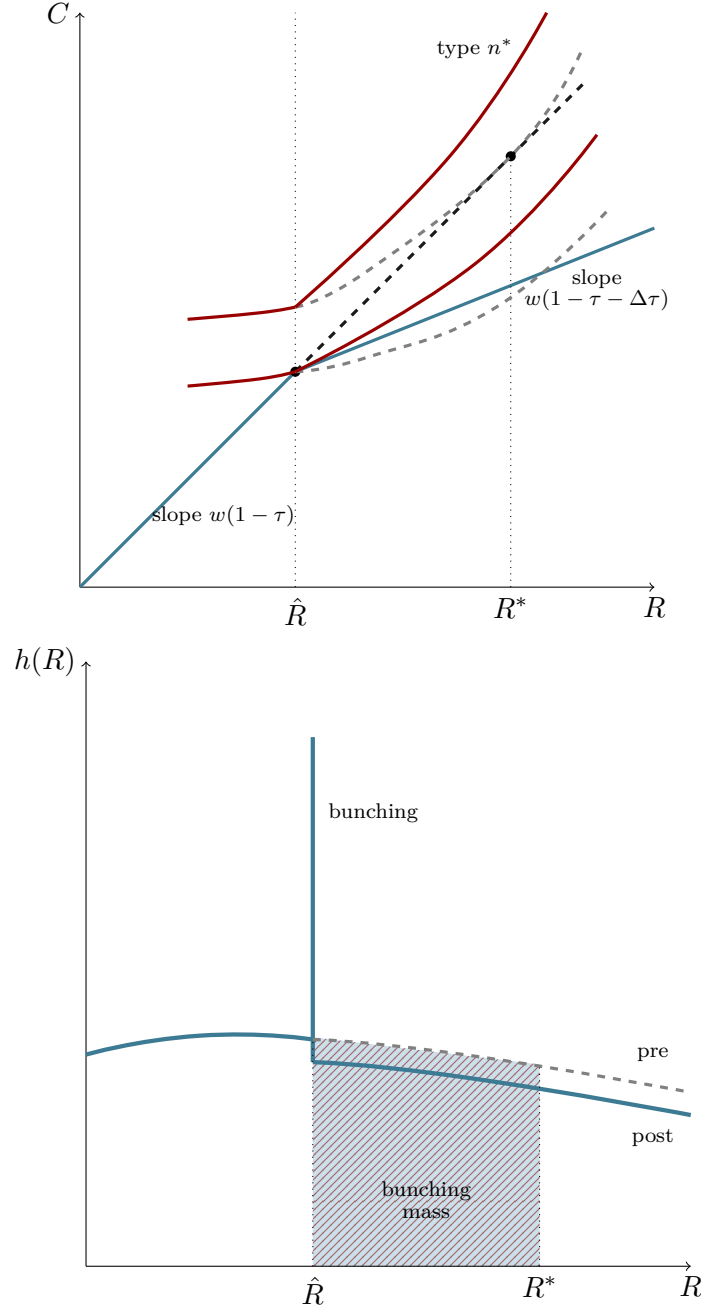 C
type n*
slope
w(1 − τ − Δτ)
slope w(1 − τ)
R̂
R*
R
h(R)
bunching
pre
post
bunching
mass
R̂
R*
R